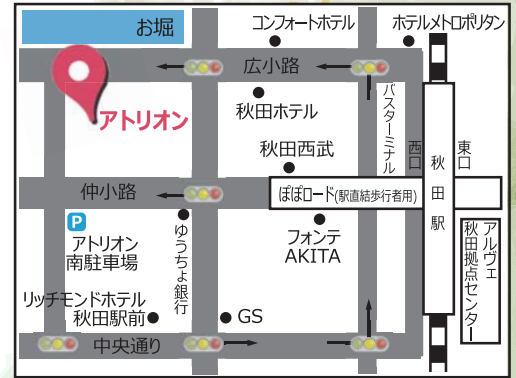 お堀
コンフォートホテル
ホテルメトロポリタン
広小路
アトリオン
秋田ホテル
バスターミナル
秋田西武
西口
秋田駅
東口
仲小路
ぽぽロード(駅直結歩行者用)
P
アトリオン
南駐車場
ゆうちょ銀行
フォンテ
AKITA
アルヴェ
秋田拠点センター
リッチモンドホテル
秋田駅前
GS
中央通り